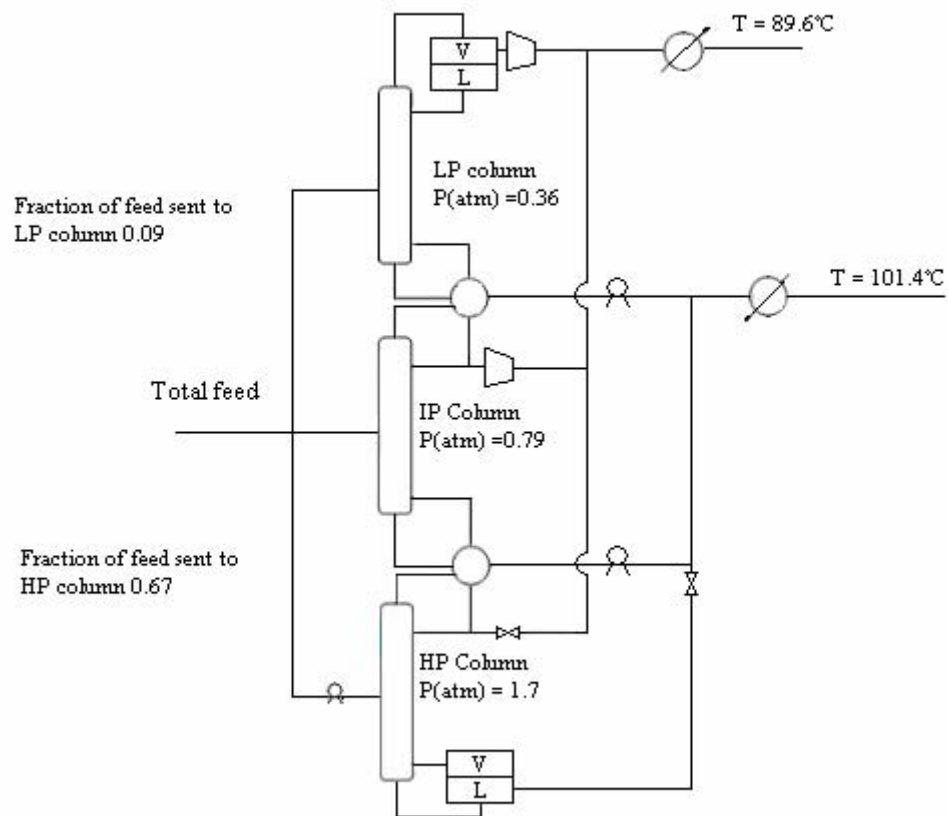 T = 89.6℃
V
L
LP column
P(atm) =0.36
Fraction of feed sent to
LP column 0.09
T = 101.4℃
Total feed
IP Column
P(atm) =0.79
Fraction of feed sent to
HP column 0.67
HP Column
P(atm) = 1.7
V
L